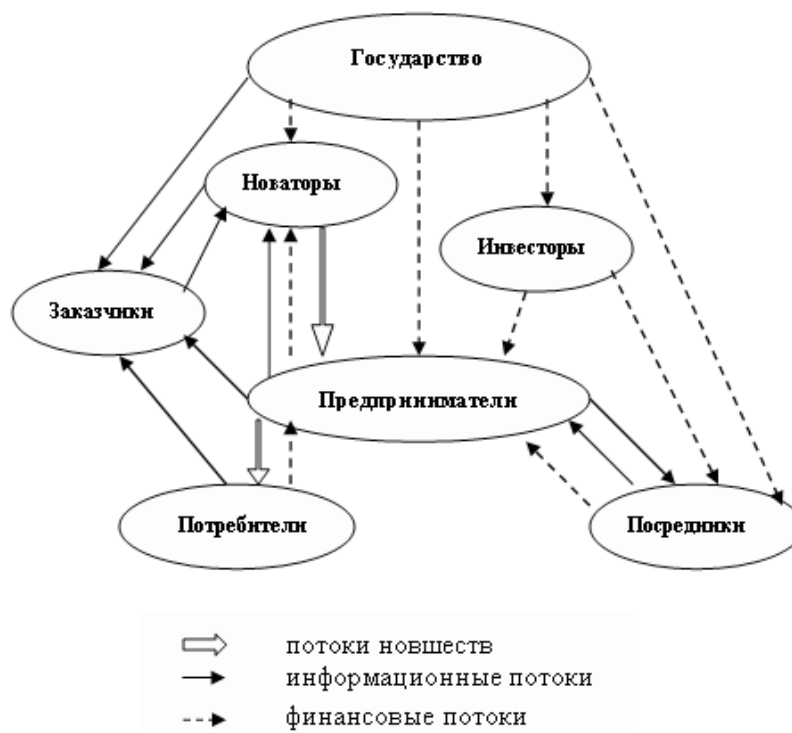 Государство
Новаторы
Инвесторы
Заказчики
Предприниматели
Потребители
Посредники
потоки новшеств
информационные потоки
финансовые потоки